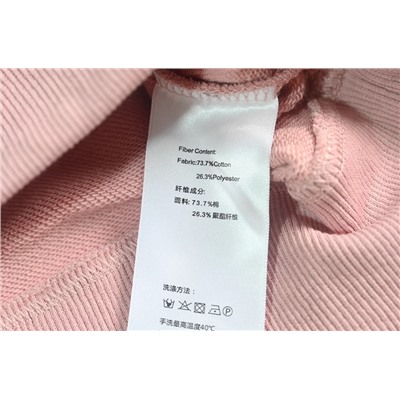 Fiber Content:
Fabric:73.7%Cotton
26.3%Polyester
纤维成分:
面料: 73.7%棉
26.3% 聚酯纤维
洗涤方法:
手洗最高温度40℃